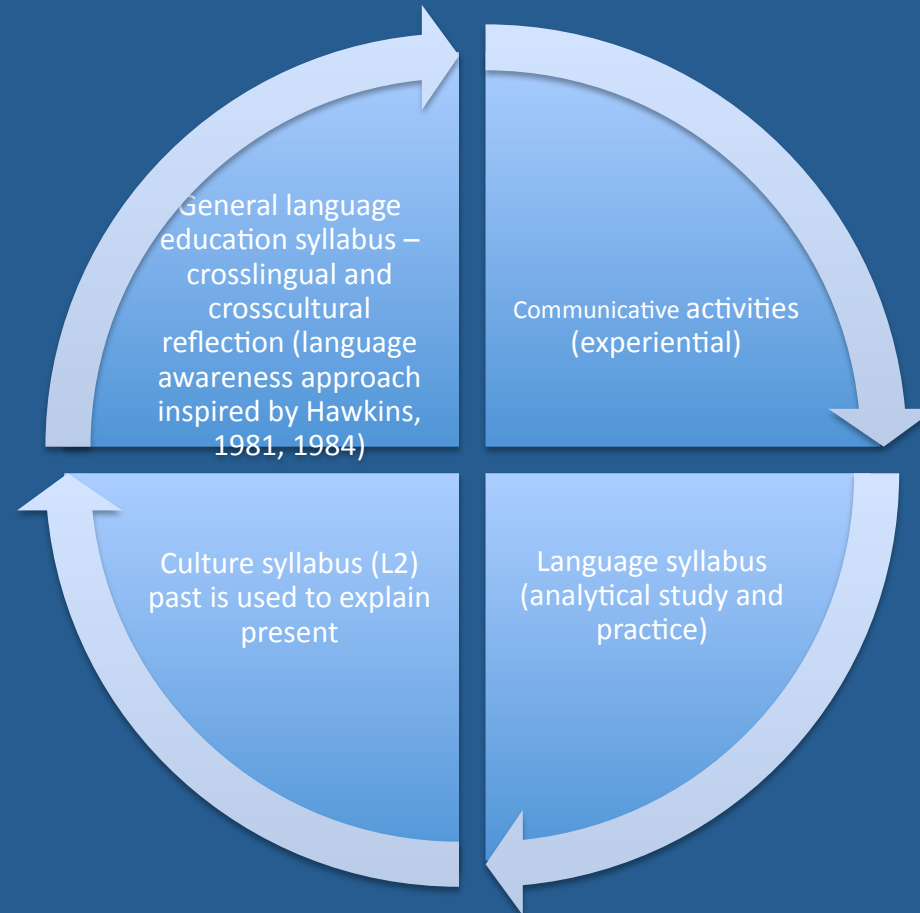 General language
education syllabus –
crosslingual and
crosscultural
reflection (language
awareness approach
inspired by Hawkins,
1981, 1984)
Communicative activities
(experiential)
Culture syllabus (L2)
past is used to explain
present
Language syllabus
(analytical study and
practice)